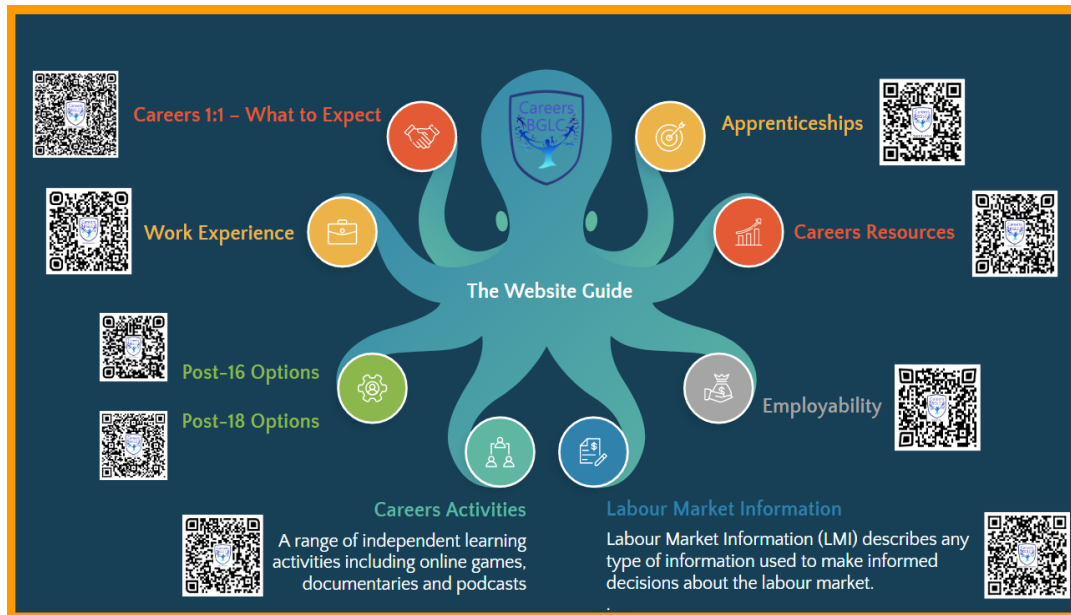 Careers
BGLC
Careers 1:1 – What to Expect
Apprenticeships
Work Experience
Careers Resources
The Website Guide
Post-16 Options
Post-18 Options
Employability
Careers Activities
A range of independent learning
activities including online games,
documentaries and podcasts
Labour Market Information
Labour Market Information (LMI) describes any
type of information used to make informed
decisions about the labour market.
.